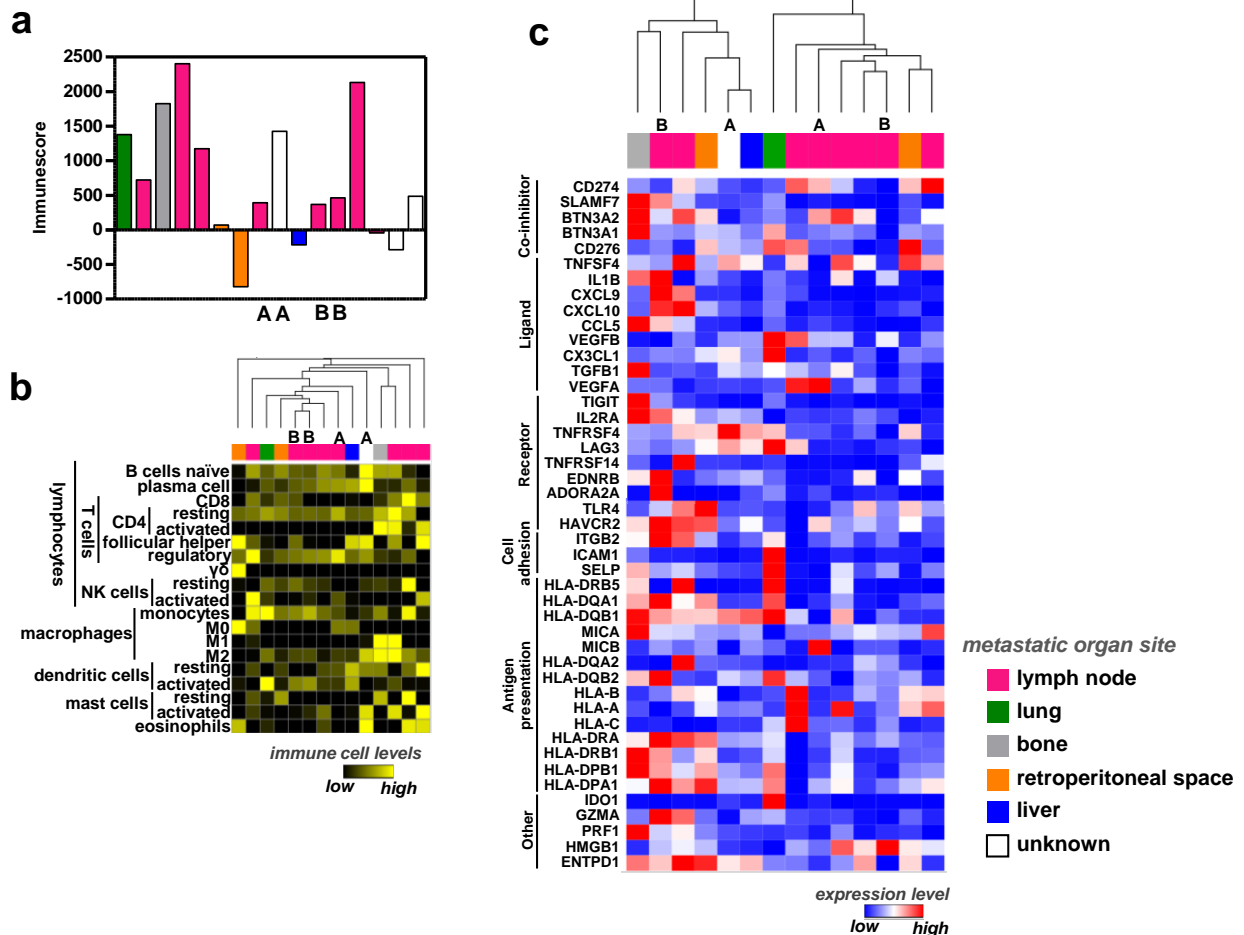 a
Immunescore
2500
2000
1500
1000
500
0
-500
-1000
A A B B
b
B B A A
lymphocytes
T cells
CD4
NK cells
macrophages
dendritic cells
mast cells
B cells naïve
plasma cell
CD8
resting
activated
follicular helper
regulatory
γδ
resting
activated
monocytes
M0
M1
M2
resting
activated
resting
activated
eosinophils
immune cell levels
low high
c
B A A B
Co-inhibitor
CD274
SLAMF7
BTN3A2
BTN3A1
CD276
Ligand
TNFSF4
IL1B
CXCL9
CXCL10
CCL5
VEGFB
CX3CL1
TGFB1
VEGFA
Receptor
TIGIT
IL2RA
TNFRSF4
LAG3
TNFRSF14
EDNRB
ADORA2A
TLR4
HAVCR2
Cell
adhesion
ITGB2
ICAM1
SELP
Antigen
presentation
HLA-DRB5
HLA-DQA1
HLA-DQB1
MICA
MICB
HLA-DQA2
HLA-DQB2
HLA-B
HLA-A
HLA-C
HLA-DRA
HLA-DRB1
HLA-DPB1
HLA-DPA1
Other
IDO1
GZMA
PRF1
HMGB1
ENTPD1
expression level
low high
metastatic organ site
lymph node
lung
bone
retroperitoneal space
liver
unknown